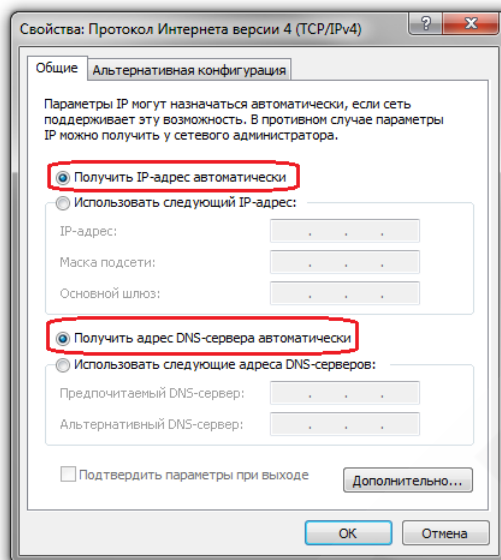 Свойства: Протокол Интернета версии 4 (TCP/IPv4)
Общие
Альтернативная конфигурация
Параметры IP могут назначаться автоматически, если сеть
поддерживает эту возможность. В противном случае параметры
IP можно получить у сетевого администратора.
Получить IP-адрес автоматически
Использовать следующий IP-адрес:
IP-адрес:
Маска подсети:
Основной шлюз:
Получить адрес DNS-сервера автоматически
Использовать следующие адреса DNS-серверов:
Предпочитаемый DNS-сервер:
Альтернативный DNS-сервер:
Подтвердить параметры при выходе
Дополнительно...
ОК
Отмена